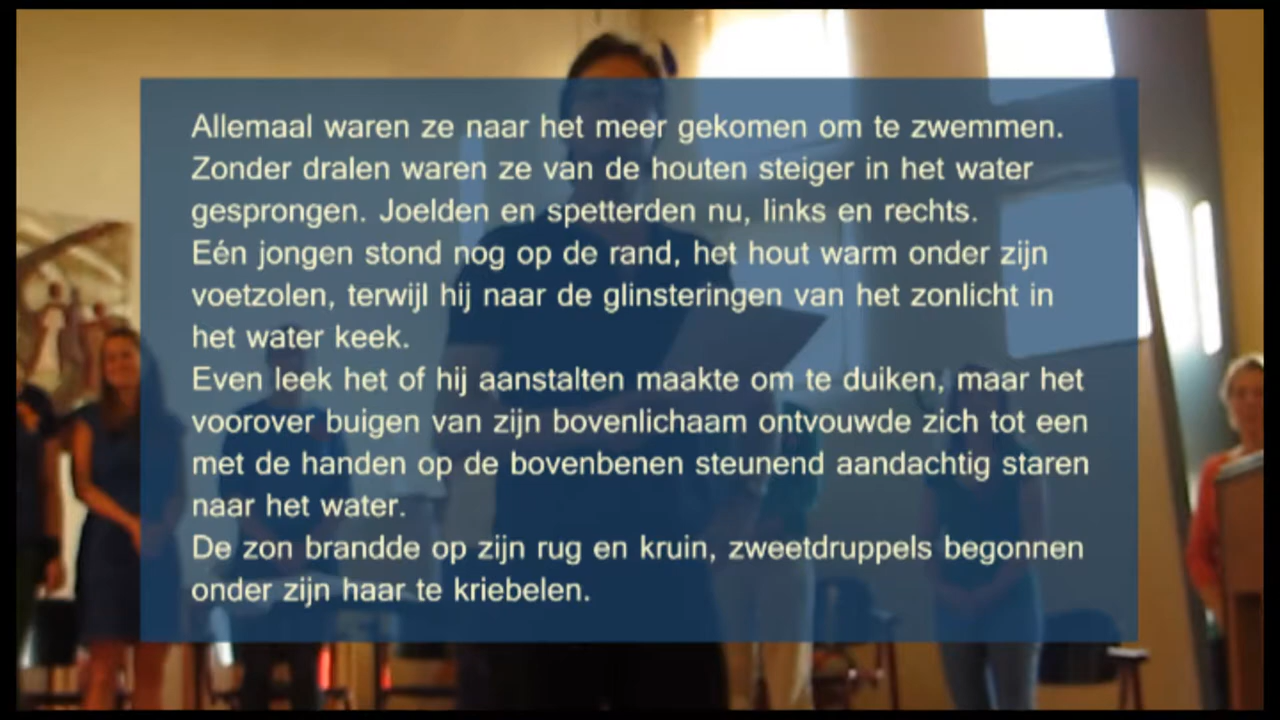 Allemaal waren ze naar het meer gekomen om te zwemmen.
Zonder dralen waren ze van de houten steiger in het water
gesprongen. Joelden en spetterden nu, links en rechts.
Eén jongen stond nog op de rand, het hout warm onder zijn
voetzolen, terwijl hij naar de glinsteringen van het zonlicht in
het water keek.
Even leek het of hij aanstalten maakte om te duiken, maar het
voorover buigen van zijn bovenlichaam ontvouwde zich tot een
met de handen op de bovenbenen steunend aandachtig staren
naar het water.
De zon brandde op zijn rug en kruin, zweetdruppels begonnen
onder zijn haar te kriebelen.